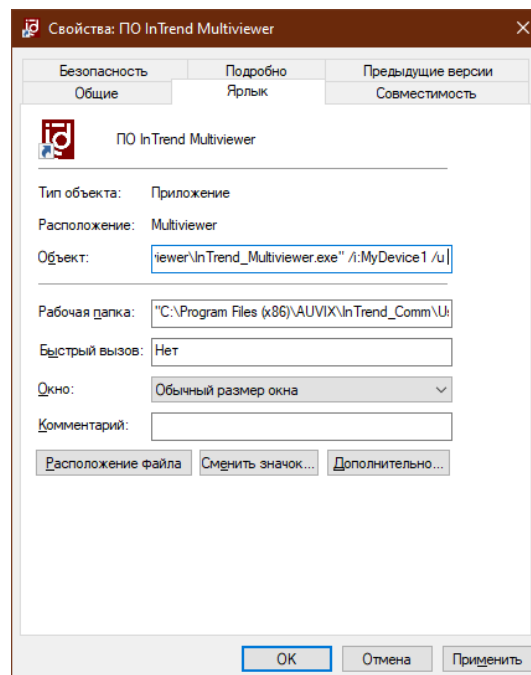 Свойства: ПО InTrend Multiviewer
Безопасность Подробно Предыдущие версии
Общие Ярлык Совместимость
ПО InTrend Multiviewer
Тип объекта: Приложение
Расположение: Multiviewer
Объект: iewer\InTrend_Multiviewer.exe" /i:MyDevice1 /u
Рабочая папка: "C:\Program Files (x86)\AUVIX\InTrend_Comm\Us
Быстрый вызов: Нет
Окно: Обычный размер окна
Комментарий:
Расположение файла Сменить значок... Дополнительно...
OK Отмена Применить